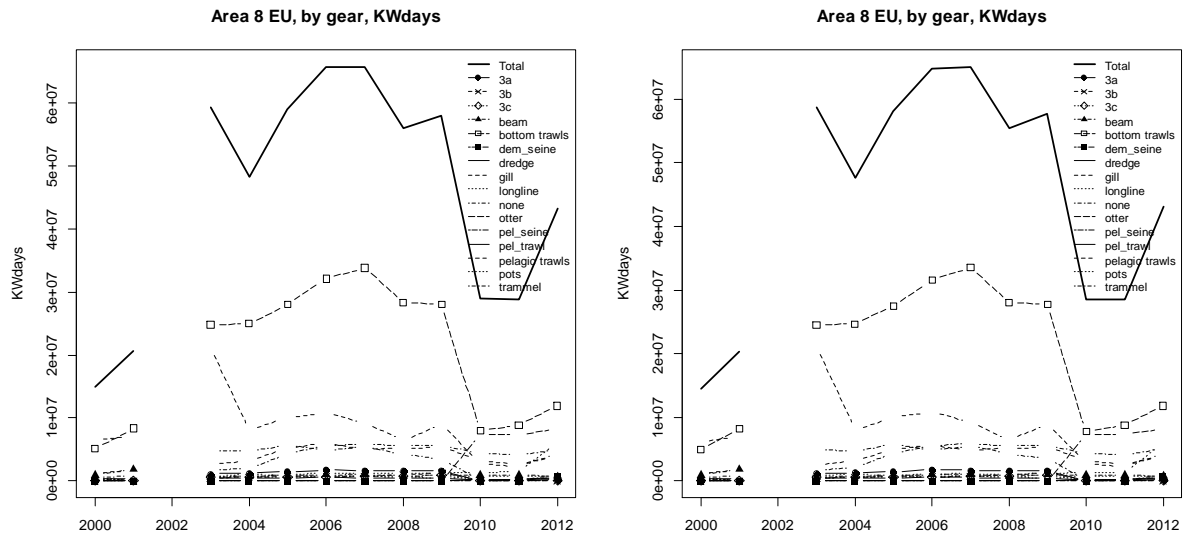 Area 8 EU, by gear, KWdays
KWdays
0e+00
1e+07
2e+07
3e+07
4e+07
5e+07
6e+07
2000
2002
2004
2006
2008
2010
2012
Total
3a
3b
3c
beam
bottom trawls
dem_seine
dredge
gill
longline
none
otter
pel_seine
pel_trawl
pelagic trawls
pots
trammel
Area 8 EU, by gear, KWdays
KWdays
0e+00
1e+07
2e+07
3e+07
4e+07
5e+07
6e+07
2000
2002
2004
2006
2008
2010
2012
Total
3a
3b
3c
beam
bottom trawls
dem_seine
dredge
gill
longline
none
otter
pel_seine
pel_trawl
pelagic trawls
pots
trammel